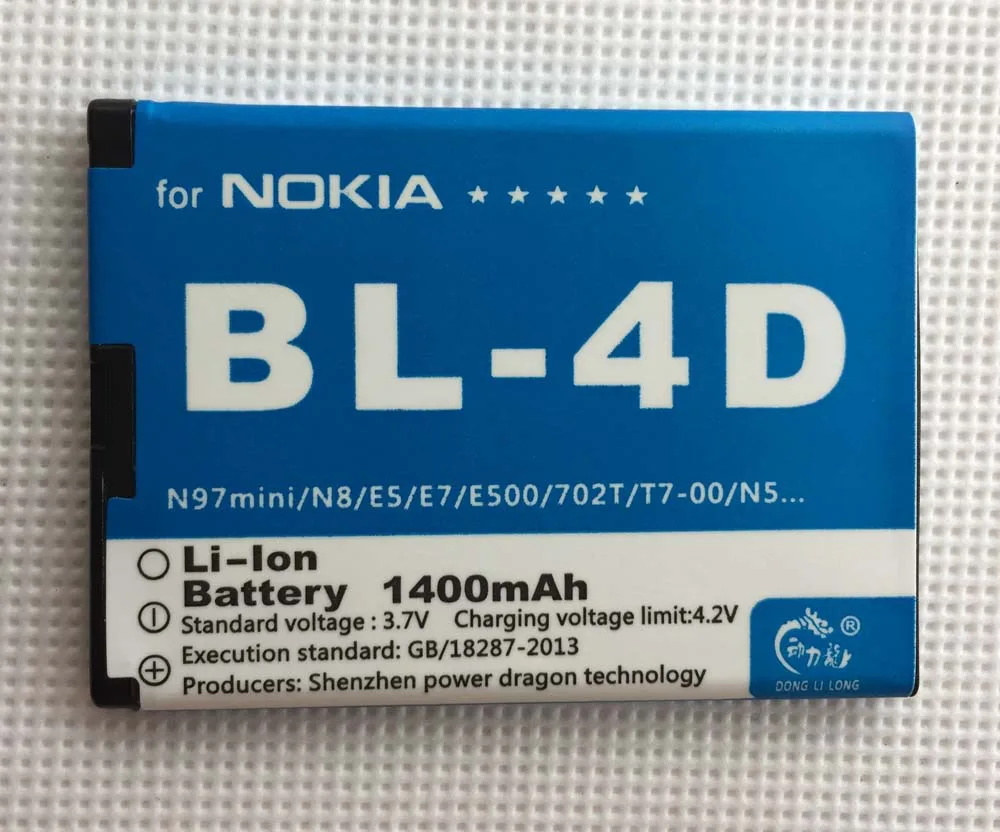 for NOKIA ★★★★★
BL-4D
N97mini/N8/E5/E7/E500/702T/T7-00/N5...
Li-Ion
Battery 1400mAh
Standard voltage : 3.7V Charging voltage limit:4.2V
Execution standard: GB/18287-2013
Producers: Shenzhen power dragon technology
动力龍 ®
DONG LI LONG